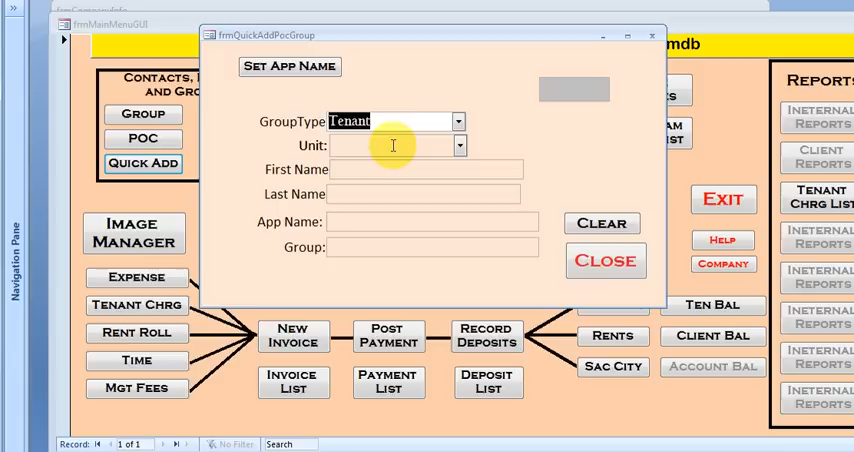 frmCompanyInfo
frmMainMenuGUI
mdb
Contacts,
and Gro
Group
POC
Quick Add
Image
Manager
Expense
Tenant Chrg
Rent Roll
Time
Mgt Fees
frmQuickAddPocGroup
Set App Name
GroupType Tenant
Unit:
First Name
Last Name
App Name:
Group:
Clear
Close
New
Invoice
Post
Payment
Record
Deposits
Invoice
List
Payment
List
Deposit
List
Exit
Help
Company
Ten Bal
Rents
Client Bal
Sac City
Account Bal
Reports
Ineternal
Reports
Client
Reports
Tenant
Chrg List
Ineternal
Reports
Ineternal
Reports
Ineternal
Reports
Ineternal
Reports
Ineternal
Reports
Navigation Pane
Record: 1 of 1 No Filter Search